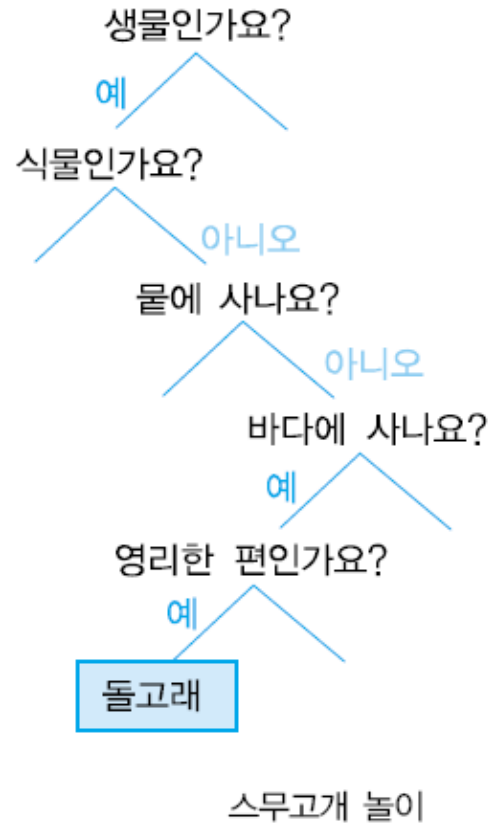 생물인가요?
예
식물인가요?
아니오
뭍에 사나요?
아니오
바다에 사나요?
예
영리한 편인가요?
예
돌고래
스무고개 놀이